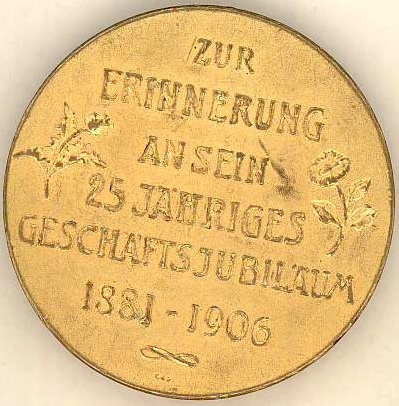 ZUR
ERINNERUNG
AN SEIN
25 JÄHRIGES
GESCHÄFTSJUBILÄUM
1881 - 1906